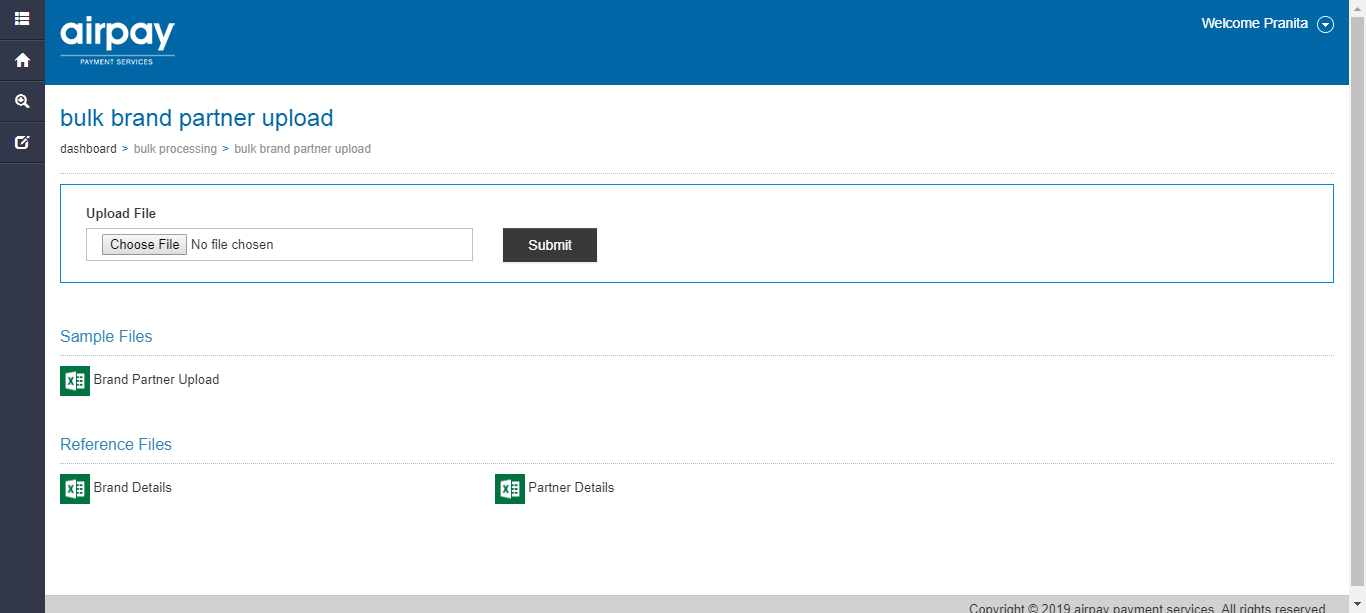 airpay
PAYMENT SERVICES
Welcome Pranita
bulk brand partner upload
dashboard > bulk processing > bulk brand partner upload
Upload File
Choose File No file chosen
Submit
Sample Files
Brand Partner Upload
Reference Files
Brand Details
Partner Details
Copyright © 2019 airpay payment services. All rights reserved